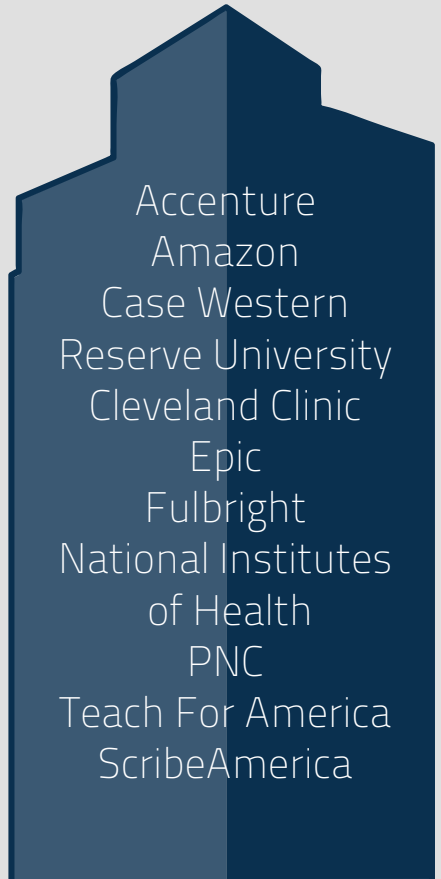 Accenture
Amazon
Case Western
Reserve University
Cleveland Clinic
Epic
Fulbright
National Institutes
of Health
PNC
Teach For America
ScribeAmerica